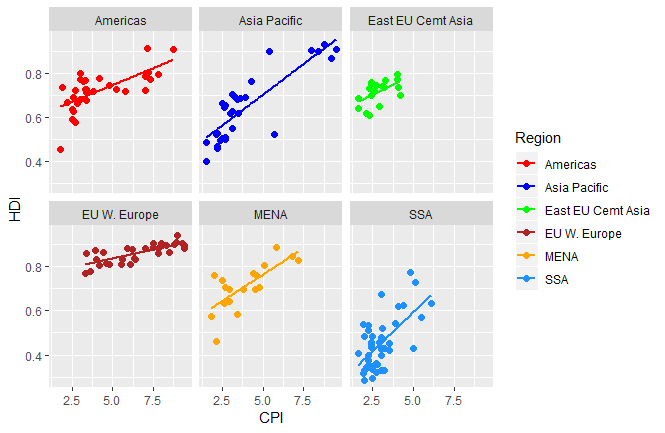 Americas
Asia Pacific
East EU Cemt Asia
0.8
0.6
0.4
EU W. Europe
MENA
SSA
0.8
0.6
0.4
2.5 5.0 7.5
2.5 5.0 7.5
2.5 5.0 7.5
CPI
HDI
Region
Americas
Asia Pacific
East EU Cemt Asia
EU W. Europe
MENA
SSA